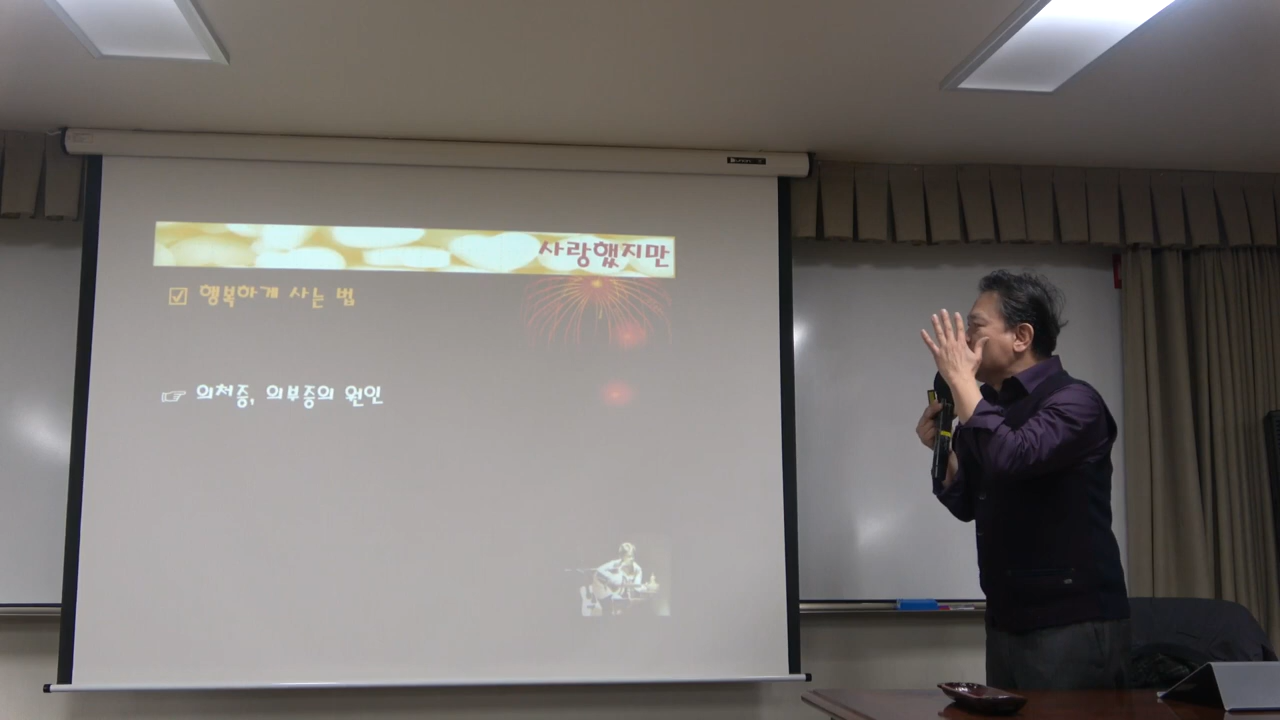 사랑했지만
☑ 행복하게 사는 법
☞ 의처증, 의부증의 원인